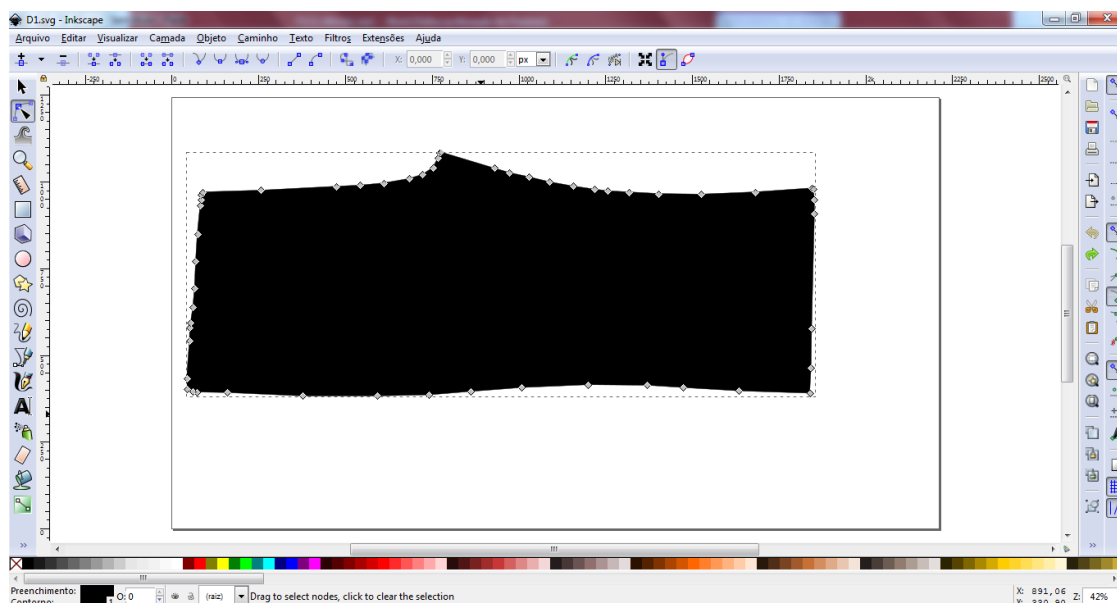 D1.svg - Inkscape
Arquivo Editar Visualizar Camada Objeto Caminho Texto Filtros Extensões Ajuda
X: 0,000 Y: 0,000 px
-250 0 250 500 750 1000 1250 1500 1750 2k 2250 2500
Preenchimento:
O: 0 (raiz) Drag to select nodes, click to clear the selection
X: 891,06 Z: 42%
Contorno: 1